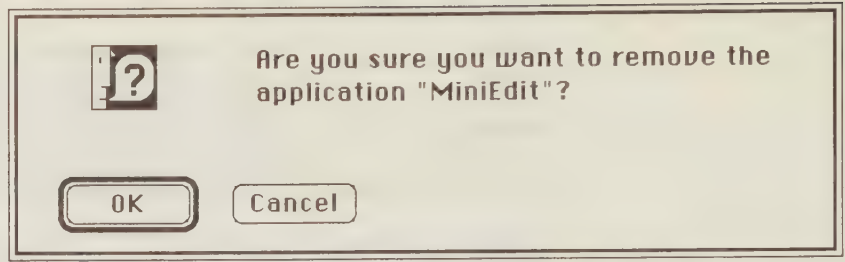 ?
Are you sure you want to remove the
application "MiniEdit"?
OK
Cancel